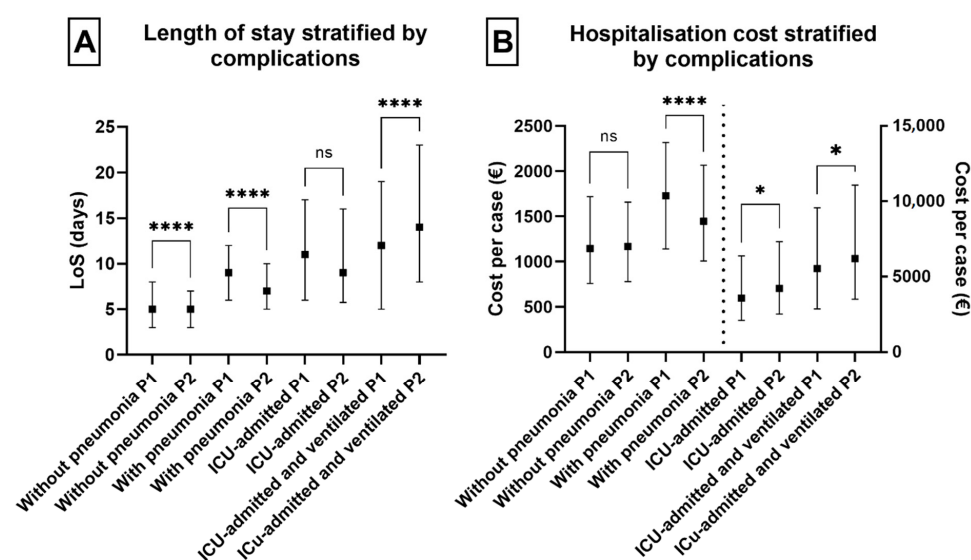 A
Length of stay stratified by
complications
LoS (days)
25
20
15
10
5
0
****
****
ns
****
Without pneumonia P1
Without pneumonia P2
With pneumonia P1
With pneumonia P2
ICU-admitted P1
ICU-admitted P2
ICU-admitted and ventilated P1
ICu-admitted and ventilated P2
B
Hospitalisation cost stratified
by complications
Cost per case (€)
2500
2000
1500
1000
500
0
ns
****
*
*
15,000
10,000
5000
0
Cost per case (€)
Without pneumonia P1
Without pneumonia P2
With pneumonia P1
With pneumonia P2
ICU-admitted P1
ICU-admitted P2
ICU-admitted and ventilated P1
ICu-admitted and ventilated P2